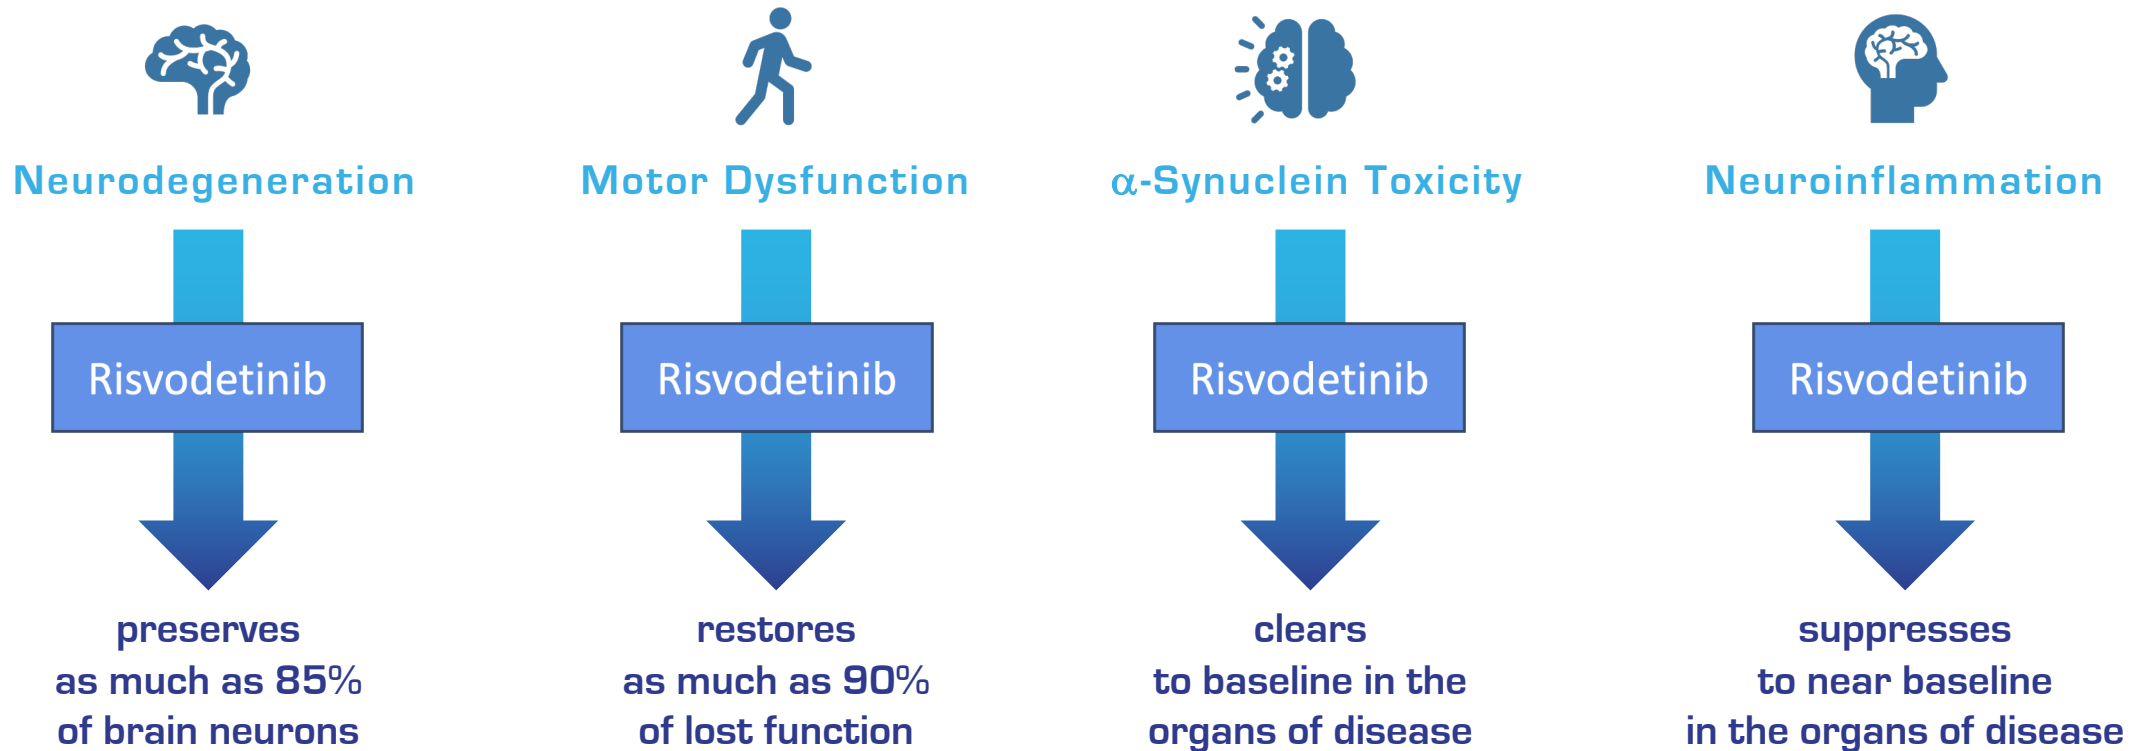 Neurodegeneration
Risvodetinib
preserves
as much as 85%
of brain neurons
Motor Dysfunction
Risvodetinib
restores
as much as 90%
of lost function
α-Synuclein Toxicity
Risvodetinib
clears
to baseline in the
organs of disease
Neuroinflammation
Risvodetinib
suppresses
to near baseline
in the organs of disease